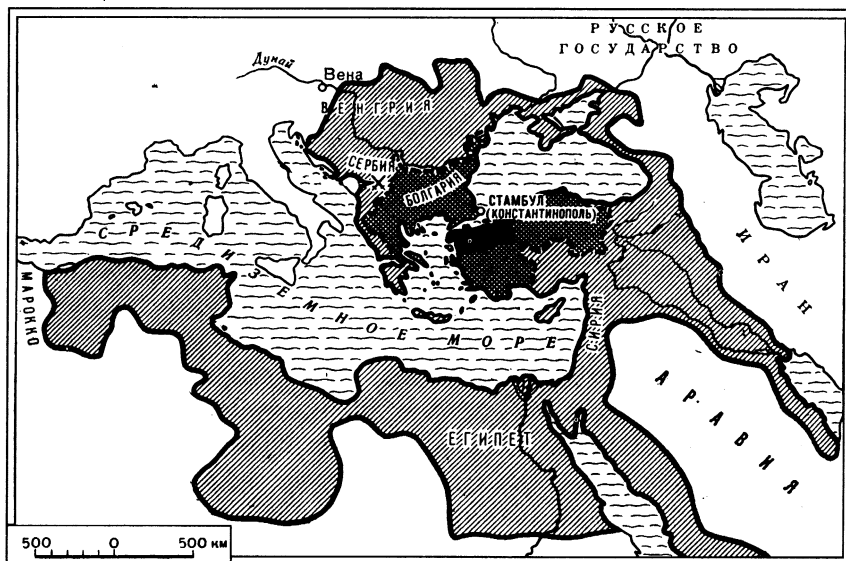 РУССКОЕ
ГОСУДАРСТВО
Дунай
Вена
ВЕНГРИЯ
СЕРБИЯ
БОЛГАРИЯ
СТАМБУЛ
(КОНСТАНТИНОПОЛЬ)
СРЕДИЗЕМНОЕ МОРЕ
ИРАН
МАРОККО
СИРИЯ
АРАВИЯ
ЕГИПЕТ
500 0 500 км